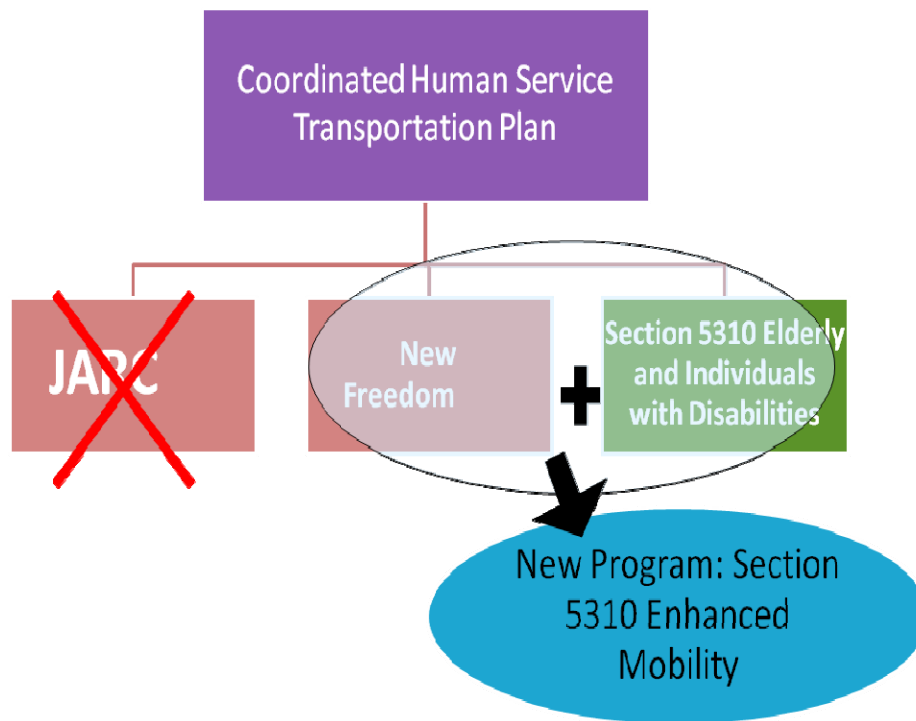 Coordinated Human Service
Transportation Plan
JARC
New
Freedom
+
Section 5310 Elderly
and Individuals
with Disabilities
New Program: Section
5310 Enhanced
Mobility